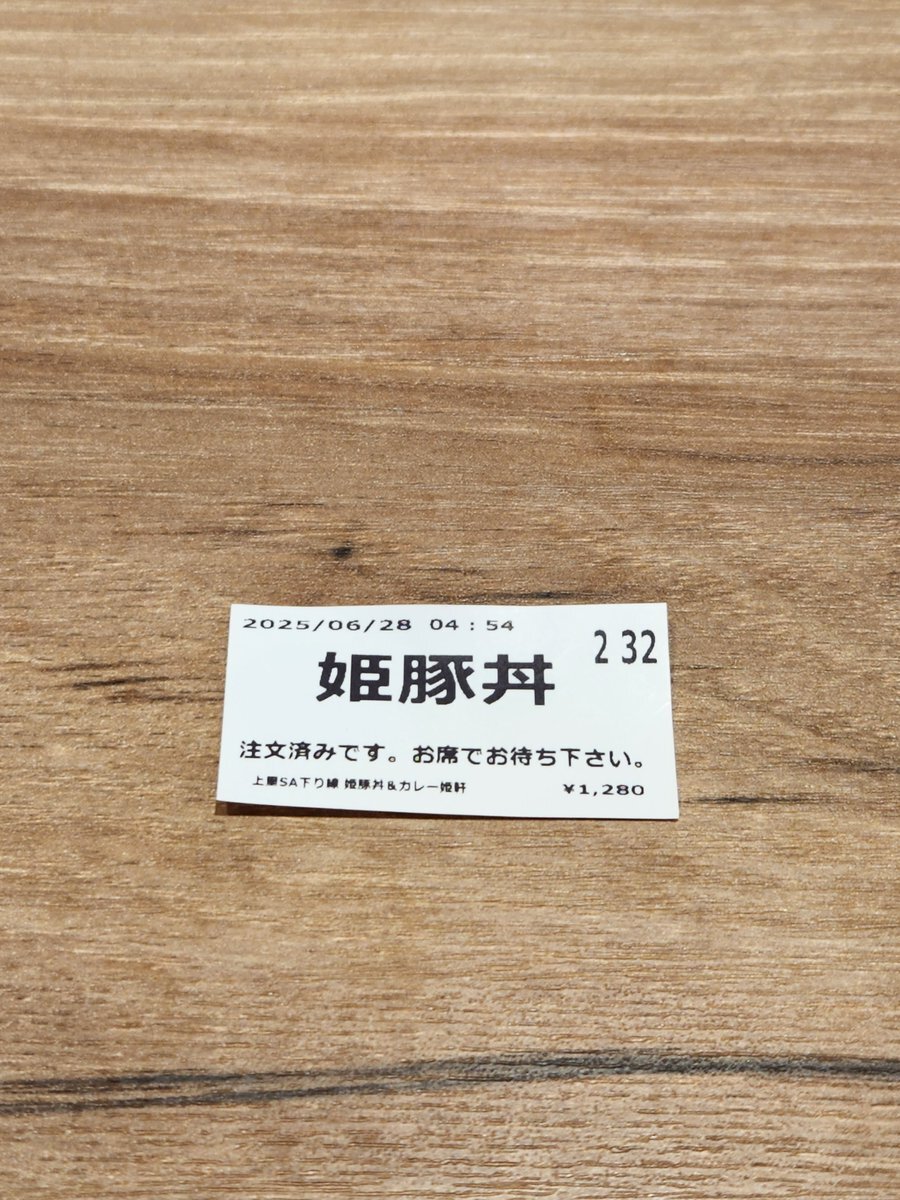 2025/06/28 04:54
232
姫豚丼
注文済みです。お席でお待ち下さい。
上里SA下り線 姫豚丼&カレー姫軒 ¥1,280